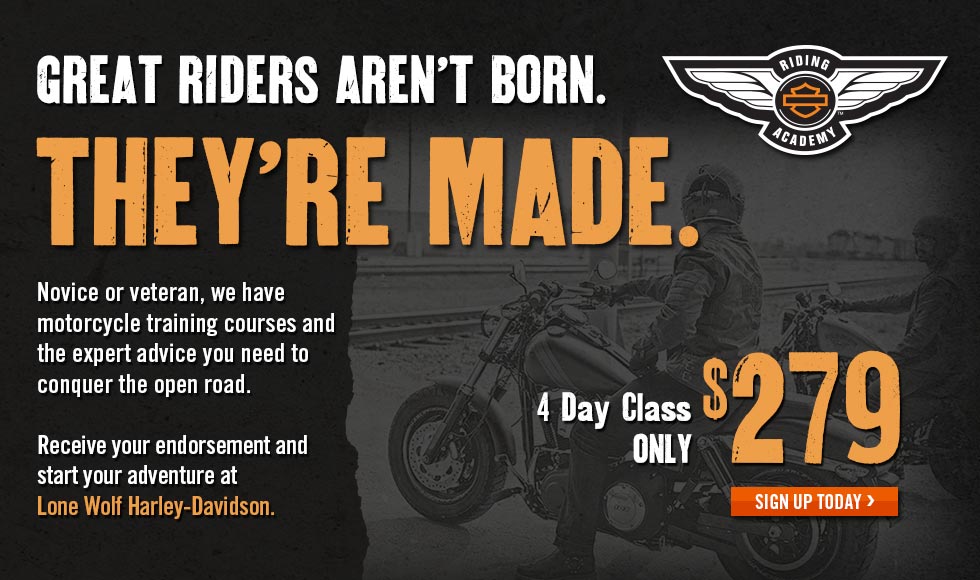 GREAT RIDERS AREN'T BORN.
THEY'RE MADE.
RIDING
ACADEMY
™
Novice or veteran, we have
motorcycle training courses and
the expert advice you need to
conquer the open road.
Receive your endorsement and
start your adventure at
Lone Wolf Harley-Davidson.
4 Day Class
ONLY
$279
SIGN UP TODAY ›